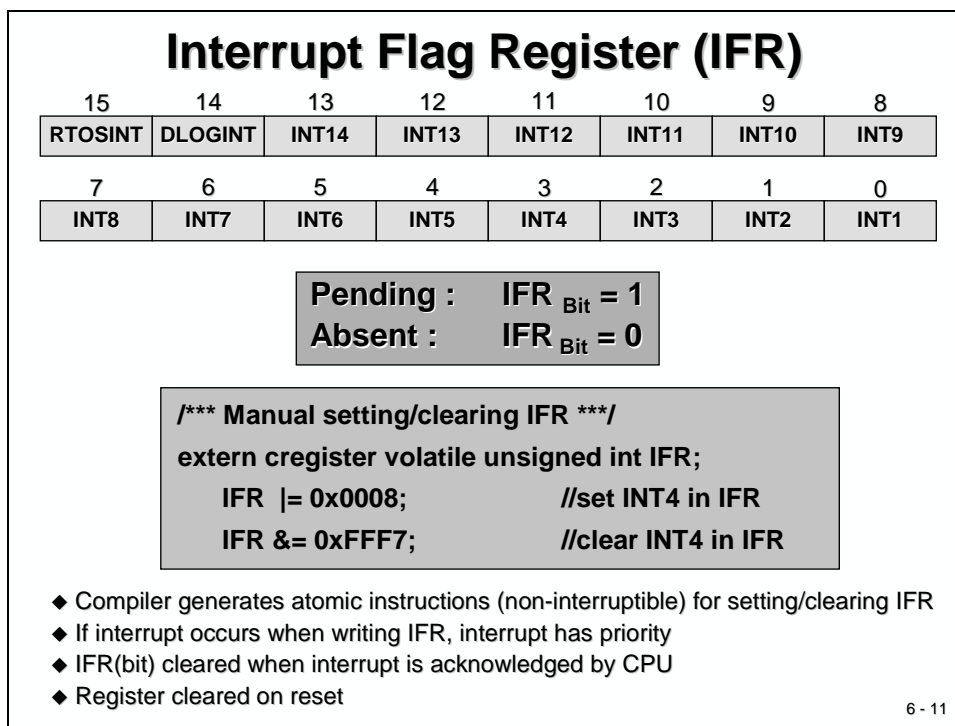 Interrupt Flag Register (IFR)
15 14 13 12 11 10 9 8
RTOSINT DLOGINT INT14 INT13 INT12 INT11 INT10 INT9
7 6 5 4 3 2 1 0
INT8 INT7 INT6 INT5 INT4 INT3 INT2 INT1
Pending : IFR Bit = 1
Absent : IFR Bit = 0
/*** Manual setting/clearing IFR ***/
extern cregister volatile unsigned int IFR;
IFR |= 0x0008; //set INT4 in IFR
IFR &= 0xFFF7; //clear INT4 in IFR
◆ Compiler generates atomic instructions (non-interruptible) for setting/clearing IFR
◆ If interrupt occurs when writing IFR, interrupt has priority
◆ IFR(bit) cleared when interrupt is acknowledged by CPU
◆ Register cleared on reset
6 - 11